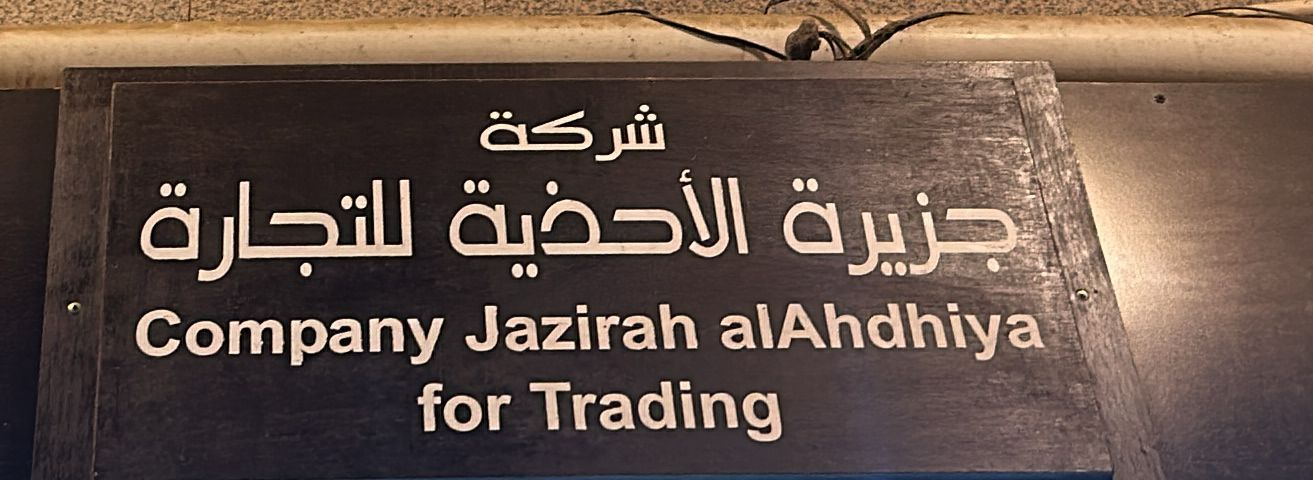 شركة
جزيرة الأحذية للتجارة
Company Jazirah alAhdhiya
for Trading